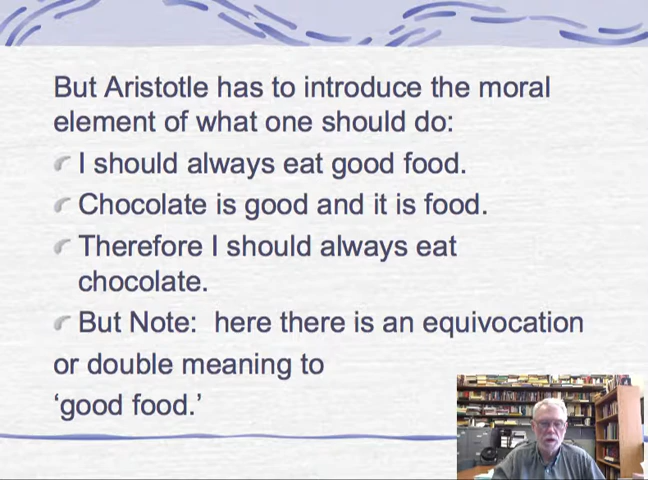 But Aristotle has to introduce the moral
element of what one should do:
I should always eat good food.
Chocolate is good and it is food.
Therefore I should always eat
chocolate.
But Note:  here there is an equivocation
or double meaning to
‘good food.’